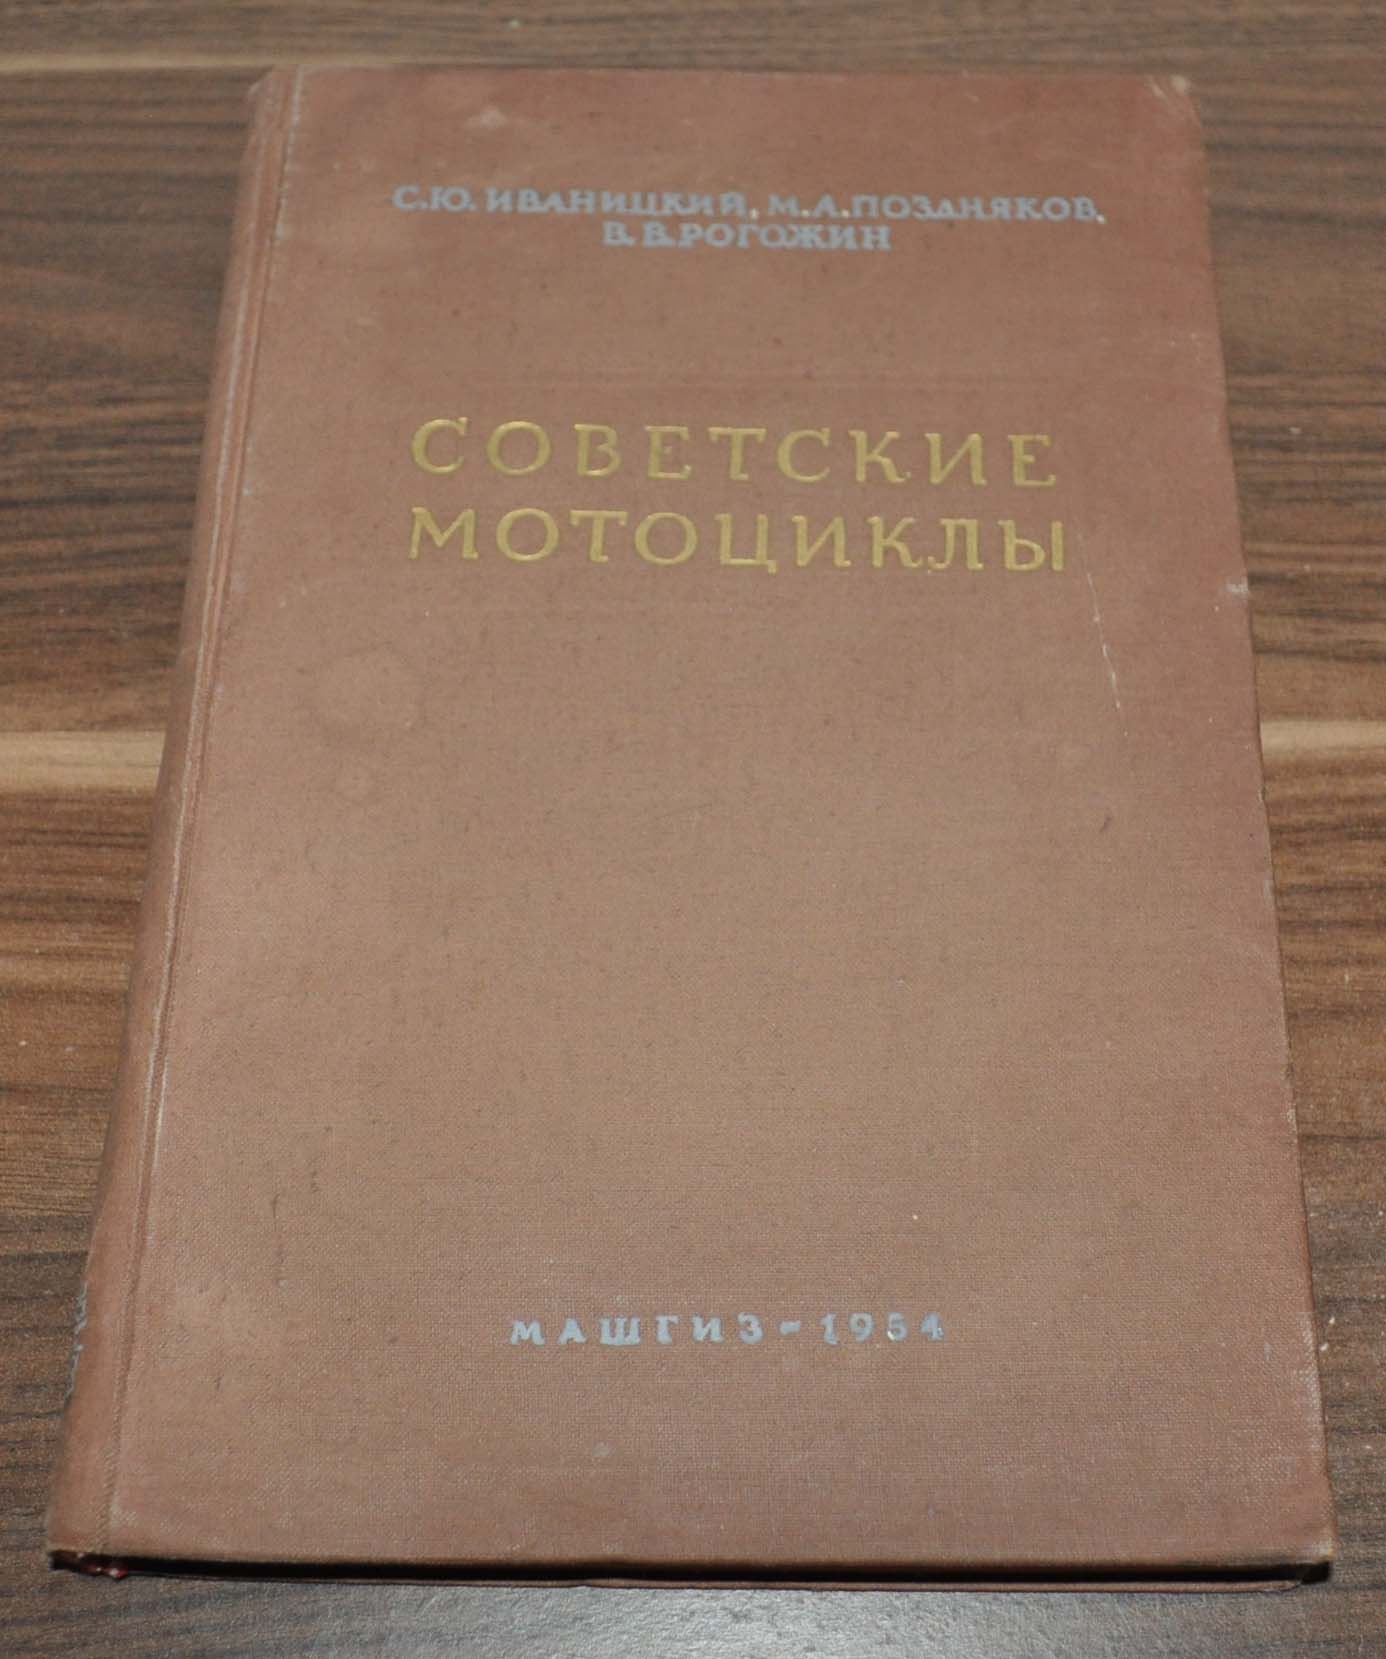 С.Ю. ИВАНИЦКИЙ, М.А. ПОЗДНЯКОВ,
В.В. РОГОЖИН
СОВЕТСКИЕ
МОТОЦИКЛЫ
МАШГИЗ - 1954